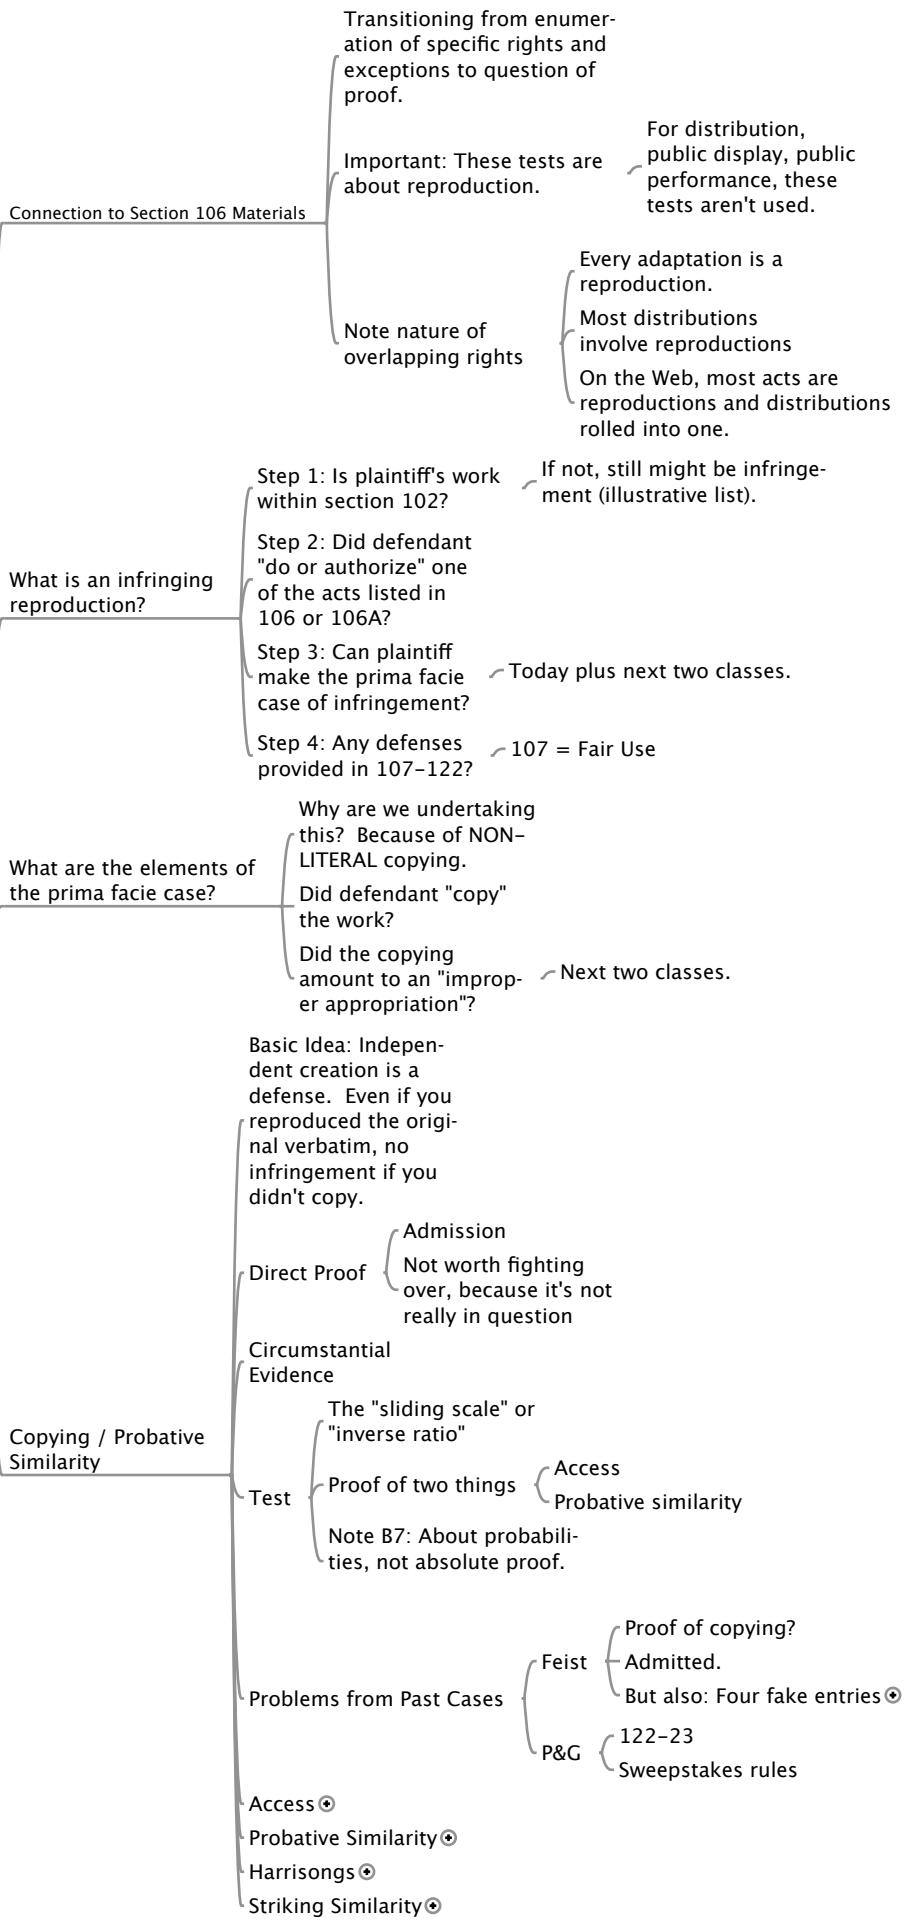 Connection to Section 106 Materials
Transitioning from enumer-
ation of specific rights and
exceptions to question of
proof.
Important: These tests are
about reproduction.
For distribution,
public display, public
performance, these
tests aren't used.
Note nature of
overlapping rights
Every adaptation is a
reproduction.
Most distributions
involve reproductions
On the Web, most acts are
reproductions and distributions
rolled into one.
What is an infringing
reproduction?
Step 1: Is plaintiff's work
within section 102?
If not, still might be infringe-
ment (illustrative list).
Step 2: Did defendant
"do or authorize" one
of the acts listed in
106 or 106A?
Step 3: Can plaintiff
make the prima facie
case of infringement?
Today plus next two classes.
Step 4: Any defenses
provided in 107-122?
107 = Fair Use
What are the elements of
the prima facie case?
Why are we undertaking
this?  Because of NON-
LITERAL copying.
Did defendant "copy"
the work?
Did the copying
amount to an "improp-
er appropriation"?
Next two classes.
Copying / Probative
Similarity
Basic Idea: Indepen-
dent creation is a
defense.  Even if you
reproduced the origi-
nal verbatim, no
infringement if you
didn't copy.
Direct Proof
Admission
Not worth fighting
over, because it's not
really in question
Circumstantial
Evidence
Test
The "sliding scale" or
"inverse ratio"
Proof of two things
Access
Probative similarity
Note B7: About probabili-
ties, not absolute proof.
Problems from Past Cases
Feist
Proof of copying?
Admitted.
But also: Four fake entries
P&G
122-23
Sweepstakes rules
Access
Probative Similarity
Harrisongs
Striking Similarity